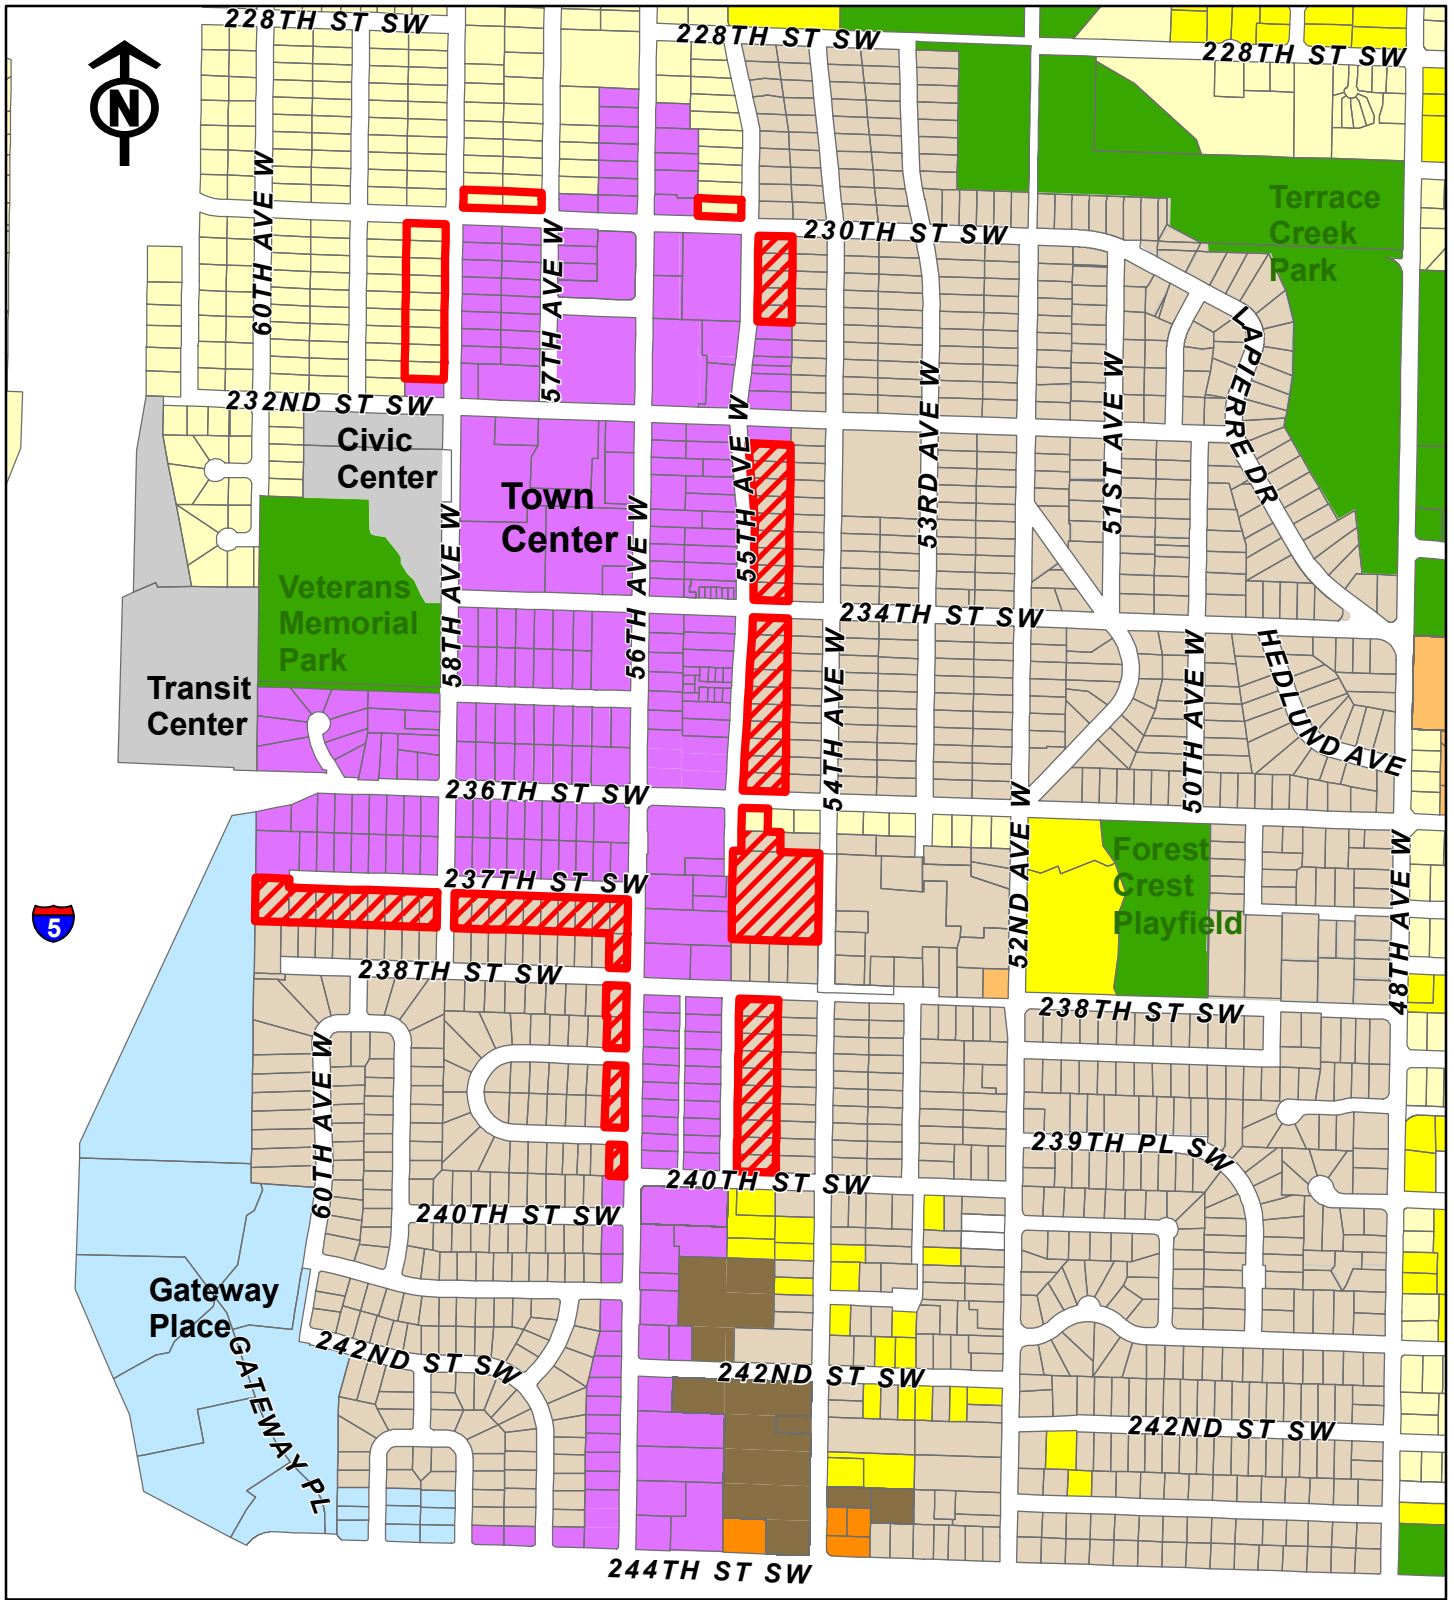 228TH ST SW
228TH ST SW
228TH ST SW
N
60TH AVE W
Terrace
Creek
Park
230TH ST SW
57TH AVE W
LAPIERRE DR
53RD AVE W
51ST AVE W
232ND ST SW
55TH AVE W
Civic
Center
Town
Center
58TH AVE W
56TH AVE W
Veterans
Memorial
Park
234TH ST SW
54TH AVE W
50TH AVE W
HEDLUND AVE
Transit
Center
236TH ST SW
52ND AVE W
48TH AVE W
Forest
Crest
Playfield
237TH ST SW
5
238TH ST SW
238TH ST SW
60TH AVE W
239TH PL SW
240TH ST SW
240TH ST SW
Gateway
Place
GATEWAY PL
242ND ST SW
242ND ST SW
242ND ST SW
244TH ST SW